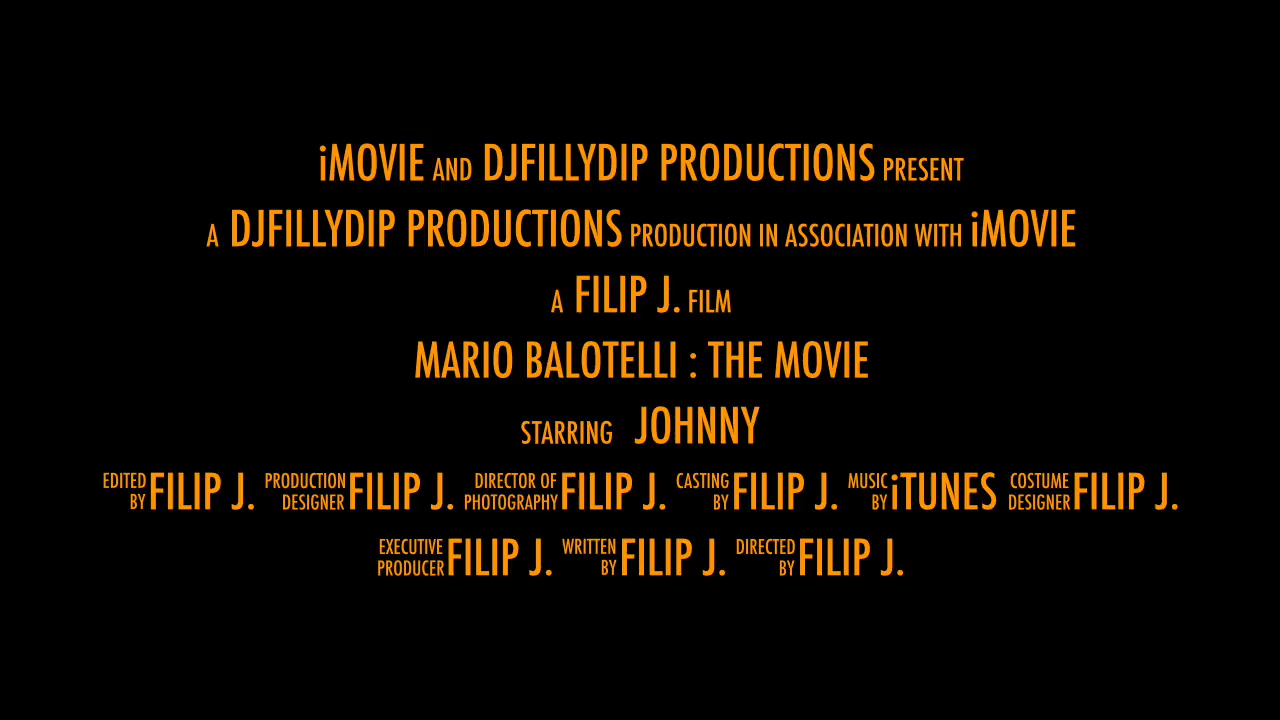 iMOVIE AND DJFILLYDIP PRODUCTIONS PRESENT
A DJFILLYDIP PRODUCTIONS PRODUCTION IN ASSOCIATION WITH iMOVIE
A FILIP J. FILM
MARIO BALOTELLI : THE MOVIE
STARRING JOHNNY
EDITED BY FILIP J. PRODUCTION DESIGNER FILIP J. DIRECTOR OF PHOTOGRAPHY FILIP J. CASTING BY FILIP J. MUSIC BY iTUNES COSTUME DESIGNER FILIP J.
EXECUTIVE PRODUCER FILIP J. WRITTEN BY FILIP J. DIRECTED BY FILIP J.